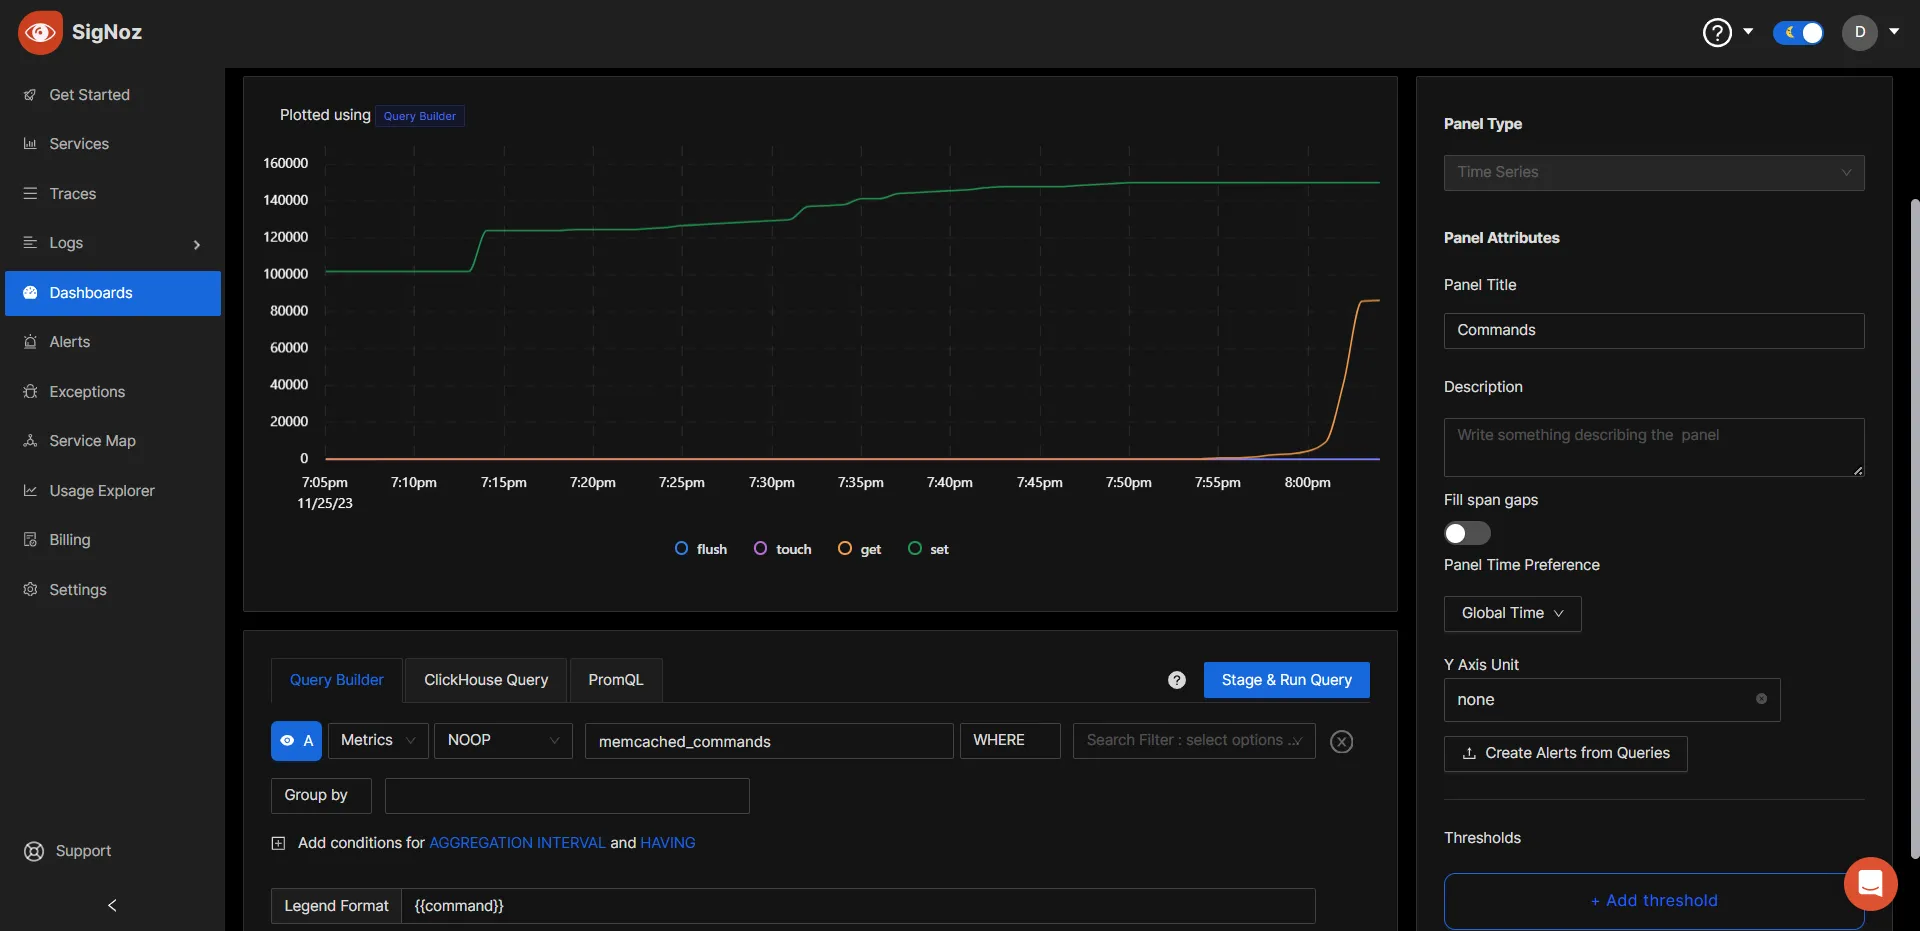 SigNoz
D
Get Started
Services
Traces
Logs
Dashboards
Alerts
Exceptions
Service Map
Usage Explorer
Billing
Settings
Support
Plotted using Query Builder
160000
140000
120000
100000
80000
60000
40000
20000
0
7:05pm 7:10pm 7:15pm 7:20pm 7:25pm 7:30pm 7:35pm 7:40pm 7:45pm 7:50pm 7:55pm 8:00pm
11/25/23
flush touch get set
Query Builder ClickHouse Query PromQL
? Stage & Run Query
A Metrics NOOP memcached_commands WHERE Search Filter : select options ...
Group by
Add conditions for AGGREGATION INTERVAL and HAVING
Legend Format {{command}}
Panel Type
Time Series
Panel Attributes
Panel Title
Commands
Description
Write something describing the panel
Fill span gaps
Panel Time Preference
Global Time
Y Axis Unit
none
Create Alerts from Queries
Thresholds
+ Add threshold